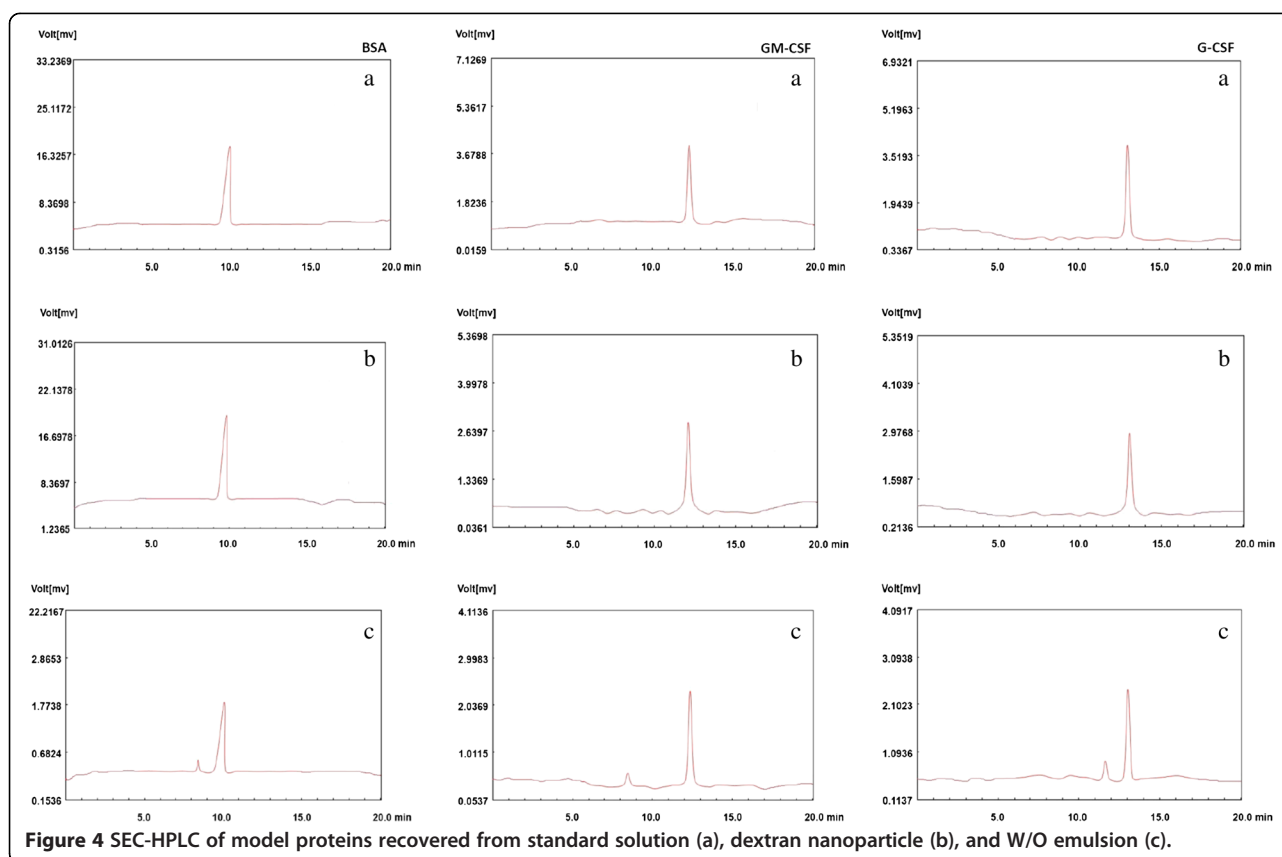 Volt[mv] BSA
33.2369 a
25.1172
16.3257
8.3698
0.3156
5.0 10.0 15.0 20.0 min
Volt[mv] GM-CSF
7.1269 a
5.3617
3.6788
1.8236
0.0159
5.0 10.0 15.0 20.0 min
Volt[mv] G-CSF
6.9321 a
5.1963
3.5193
1.9439
0.3367
5.0 10.0 15.0 20.0 min
Volt[mv]
31.0126 b
22.1378
16.6978
8.3697
1.2365
5.0 10.0 15.0 20.0 min
Volt[mv]
5.3698 b
3.9978
2.6397
1.3369
0.0361
5.0 10.0 15.0 20.0 min
Volt[mv]
5.3519 b
4.1039
2.9768
1.5987
0.2136
5.0 10.0 15.0 20.0 min
Volt[mv]
22.2167 c
2.8653
1.7738
0.6824
0.1536
5.0 10.0 15.0 20.0 min
Volt[mv]
4.1136 c
2.9983
2.0369
1.0115
0.0537
5.0 10.0 15.0 20.0 min
Volt[mv]
4.0917 c
3.0938
2.1023
1.0936
0.1137
5.0 10.0 15.0 20.0 min
Figure 4 SEC-HPLC of model proteins recovered from standard solution (a), dextran nanoparticle (b), and W/O emulsion (c).